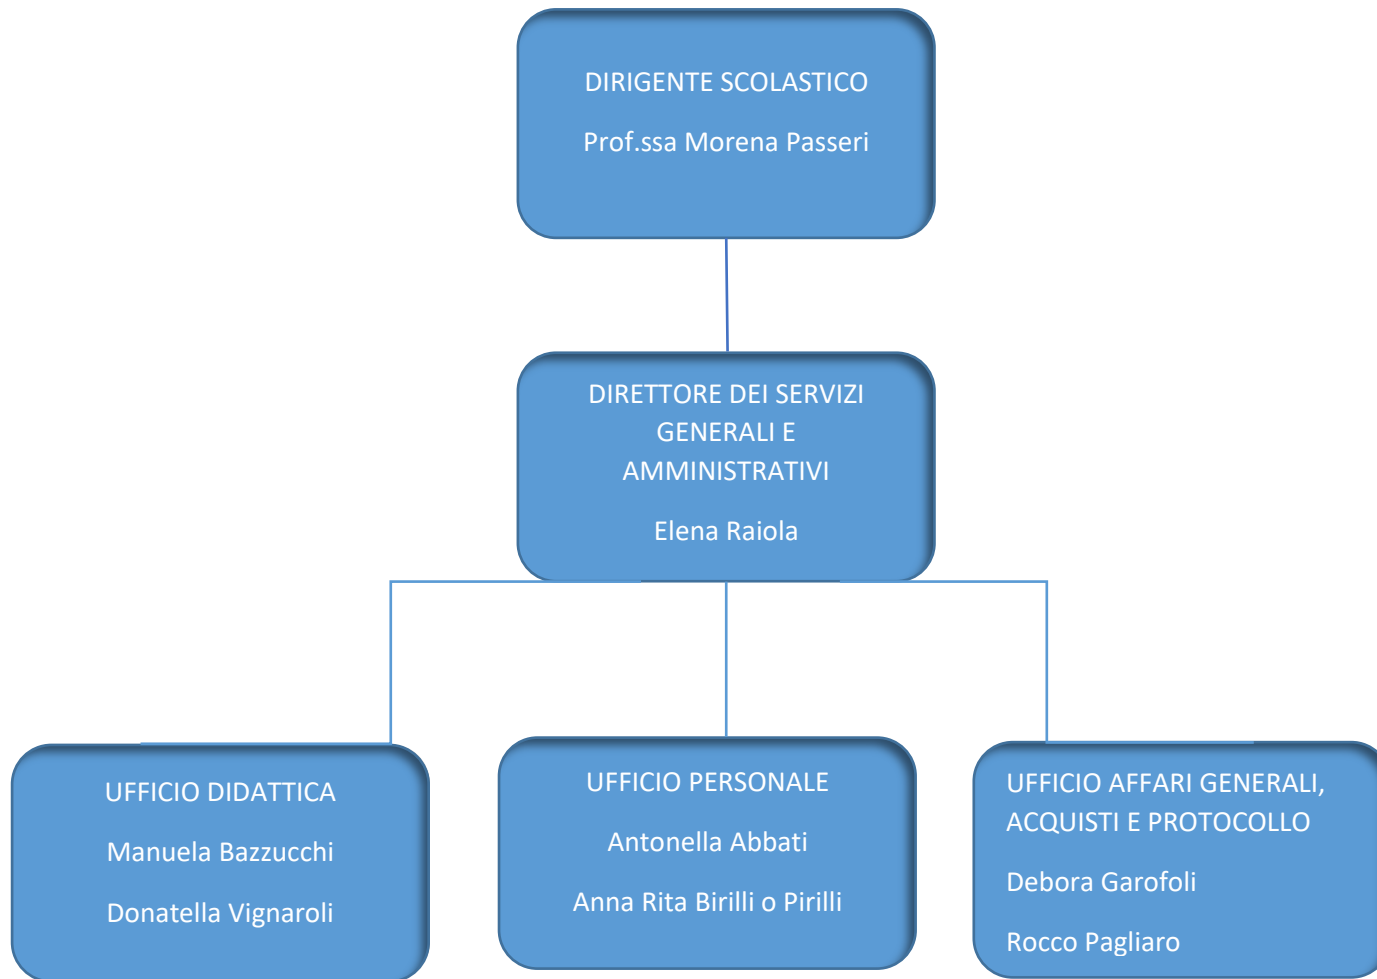 DIRIGENTE SCOLASTICO
Prof.ssa Morena Passeri
DIRETTORE DEI SERVIZI
GENERALI E
AMMINISTRATIVI
Elena Raiola
UFFICIO DIDATTICA
Manuela Bazzucchi
Donatella Vignaroli
UFFICIO PERSONALE
Antonella Abbati
Anna Rita Birilli o Pirilli
UFFICIO AFFARI GENERALI,
ACQUISTI E PROTOCOLLO
Debora Garofoli
Rocco Pagliaro